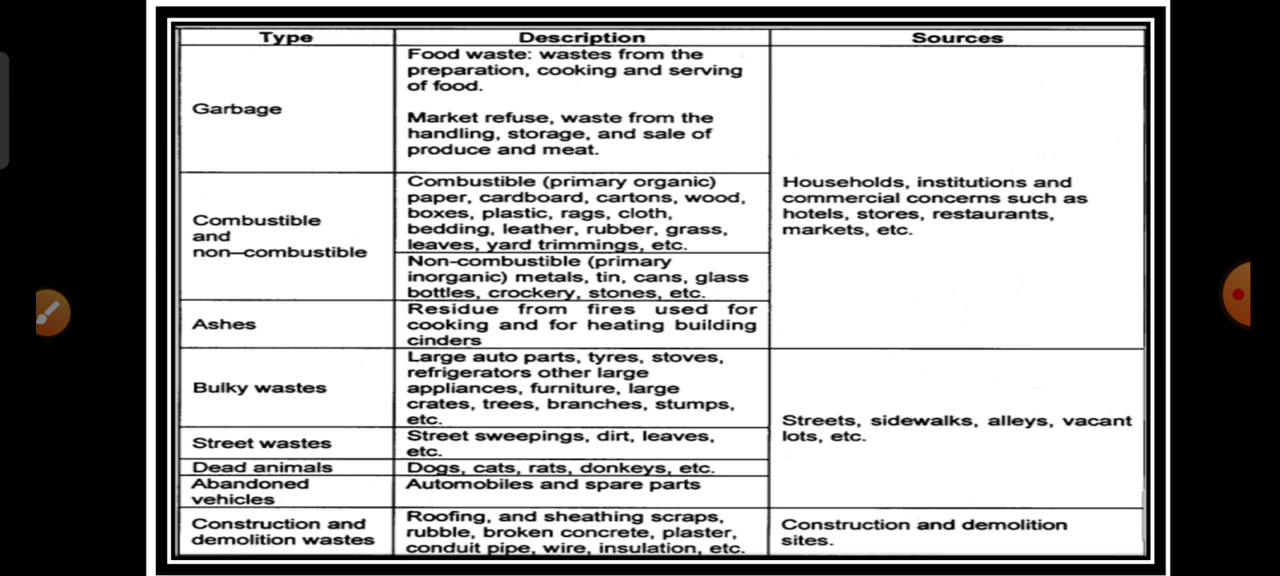 Type Description Sources
Garbage
Food waste: wastes from the
preparation, cooking and serving
of food.
Market refuse, waste from the
handling, storage, and sale of
produce and meat.
Combustible
and
non–combustible
Combustible (primary organic)
paper, cardboard, cartons, wood,
boxes, plastic, rags, cloth,
bedding, leather, rubber, grass,
leaves, yard trimmings, etc.
Non-combustible (primary
inorganic) metals, tin, cans, glass
bottles, crockery, stones, etc.
Ashes
Residue from fires used for
cooking and for heating building
cinders
Households, institutions and
commercial concerns such as
hotels, stores, restaurants,
markets, etc.
Bulky wastes
Large auto parts, tyres, stoves,
refrigerators other large
appliances, furniture, large
crates, trees, branches, stumps,
etc.
Street wastes
Street sweepings, dirt, leaves,
etc.
Dead animals
Dogs, cats, rats, donkeys, etc.
Abandoned
vehicles
Automobiles and spare parts
Streets, sidewalks, alleys, vacant
lots, etc.
Construction and
demolition wastes
Roofing, and sheathing scraps,
rubble, broken concrete, plaster,
conduit pipe, wire, insulation, etc.
Construction and demolition
sites.